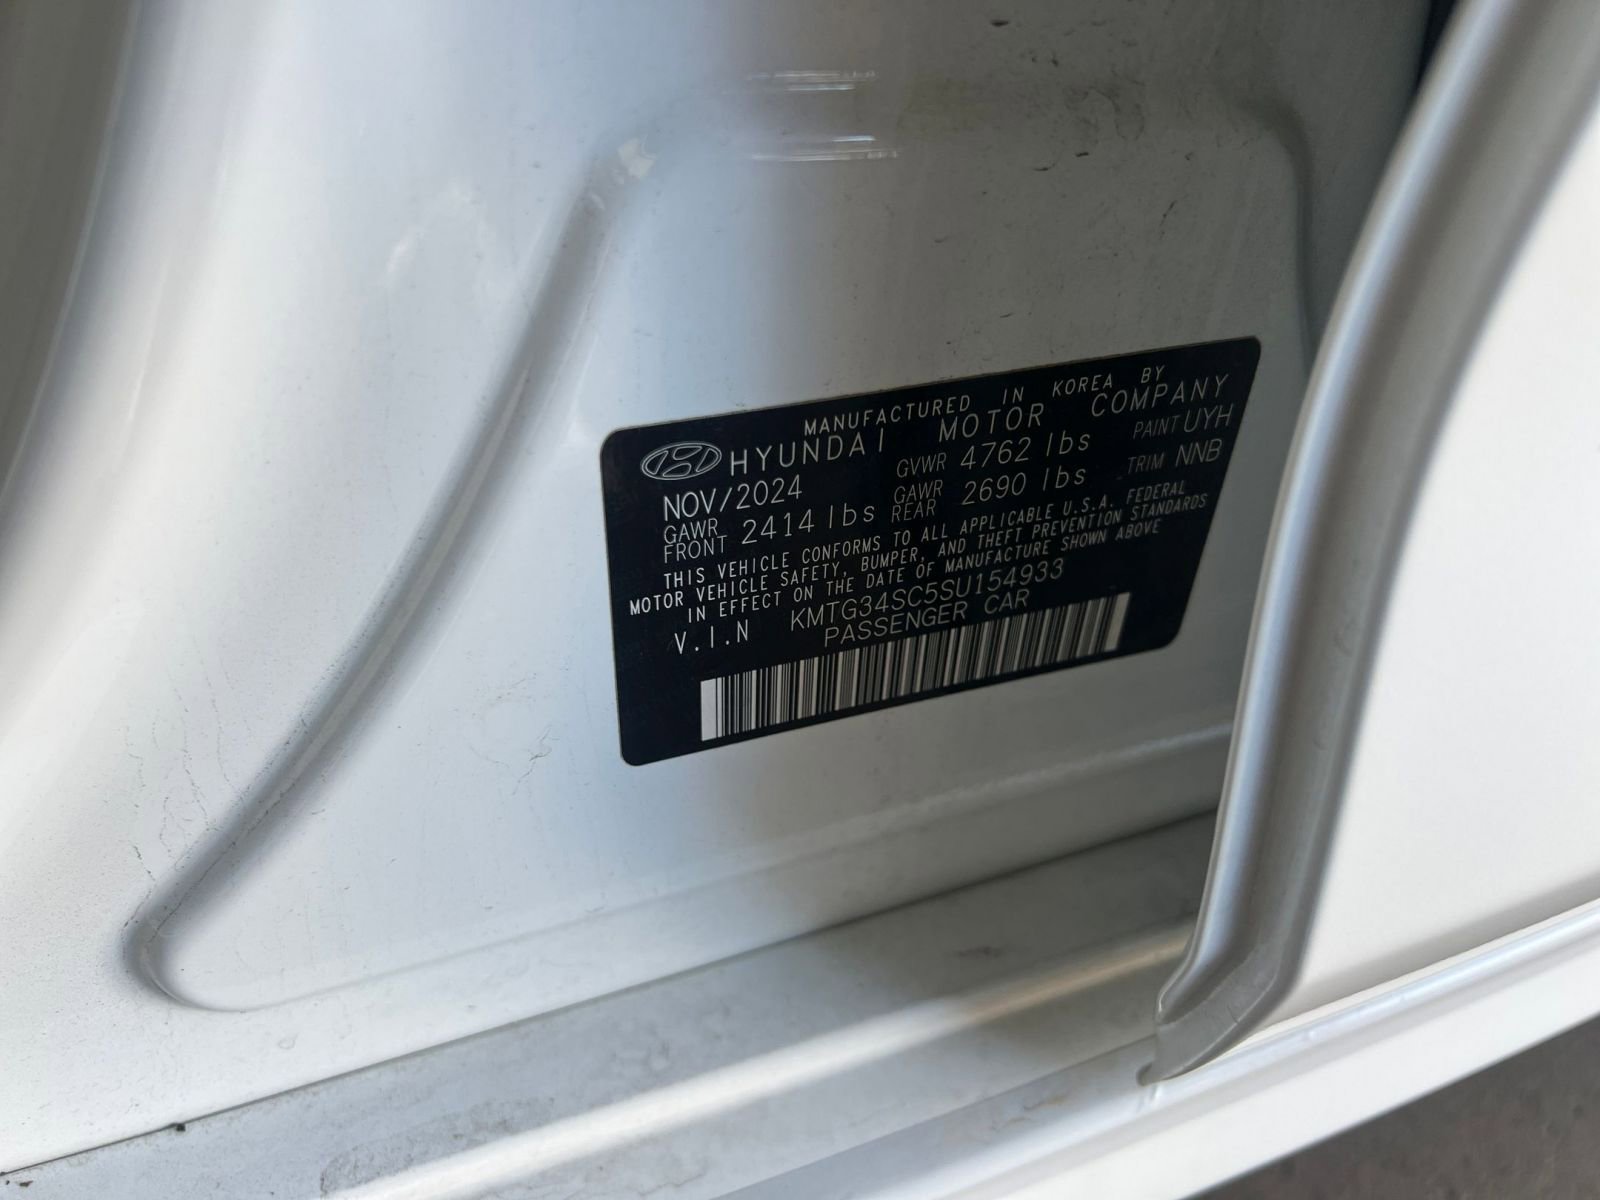 MANUFACTURED IN KOREA BY
HYUNDAI MOTOR COMPANY
NOV/2024 GVWR 4762 lbs PAINT UYH
GAWR FRONT 2414 lbs GAWR REAR 2690 lbs TRIM NNB
THIS VEHICLE CONFORMS TO ALL APPLICABLE U.S.A. FEDERAL
MOTOR VEHICLE SAFETY, BUMPER, AND THEFT PREVENTION STANDARDS
IN EFFECT ON THE DATE OF MANUFACTURE SHOWN ABOVE
V.I.N KMTG34SC5SU154933
PASSENGER CAR